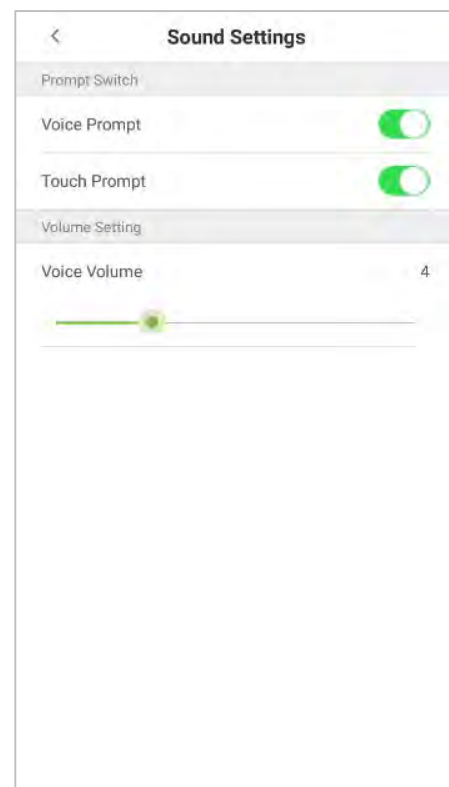 Sound Settings
Prompt Switch
Voice Prompt
Touch Prompt
Volume Setting
Voice Volume 4